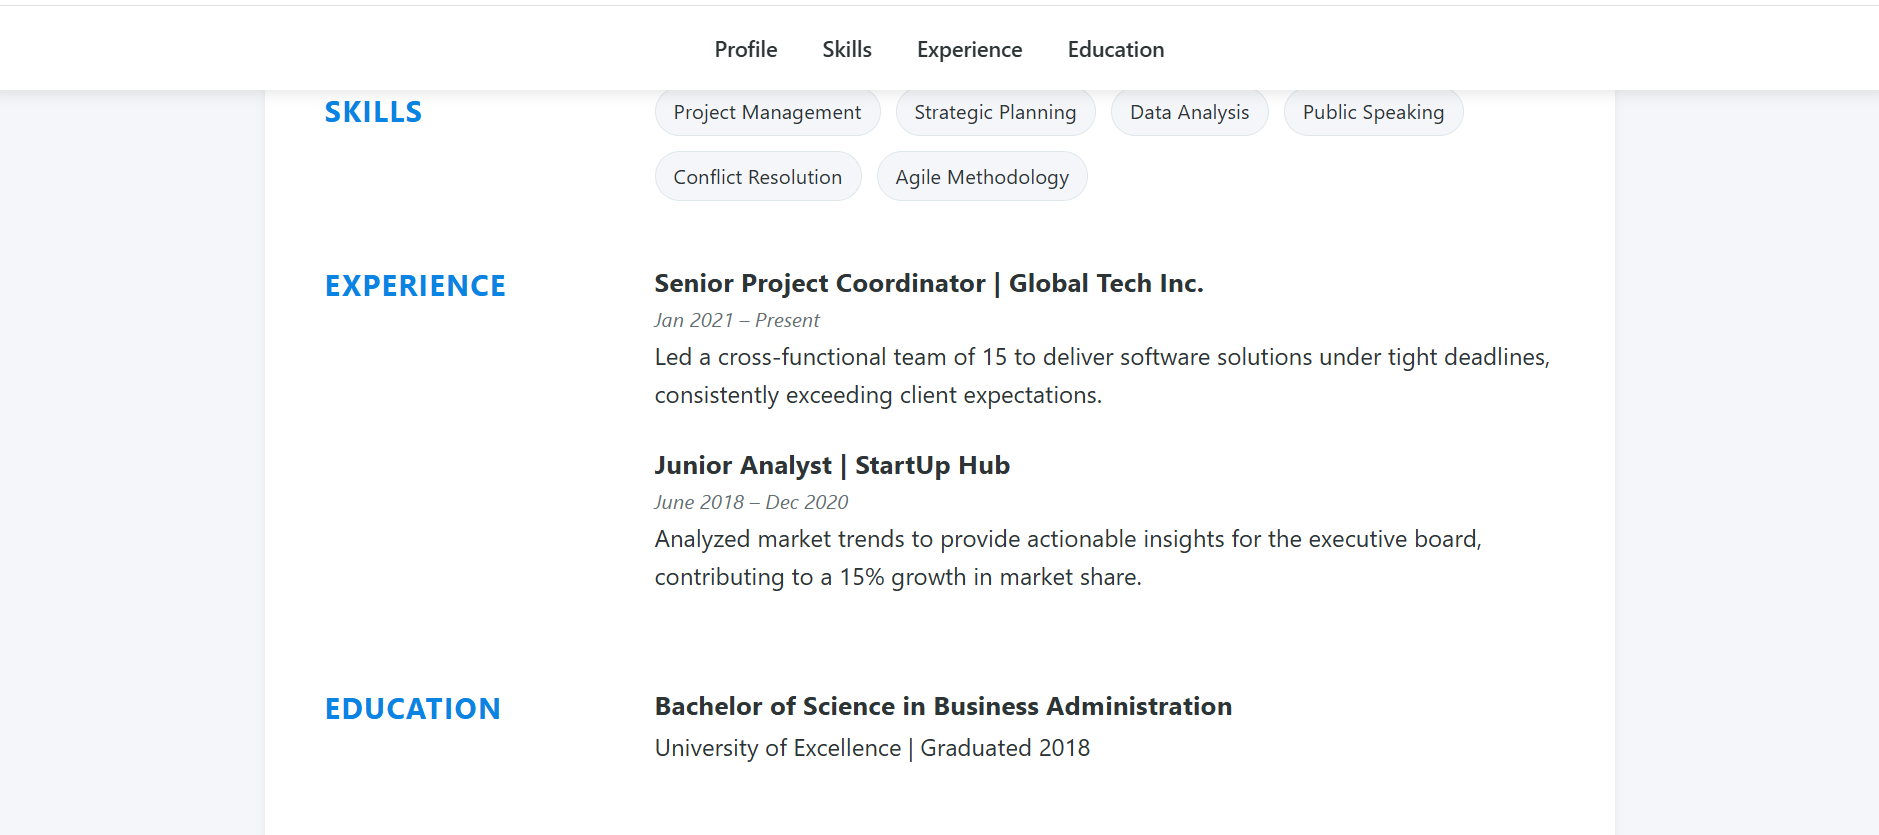 Profile Skills Experience Education
SKILLS
Project Management Strategic Planning Data Analysis Public Speaking
Conflict Resolution Agile Methodology
EXPERIENCE
Senior Project Coordinator | Global Tech Inc.
Jan 2021 – Present
Led a cross-functional team of 15 to deliver software solutions under tight deadlines,
consistently exceeding client expectations.
Junior Analyst | StartUp Hub
June 2018 – Dec 2020
Analyzed market trends to provide actionable insights for the executive board,
contributing to a 15% growth in market share.
EDUCATION
Bachelor of Science in Business Administration
University of Excellence | Graduated 2018